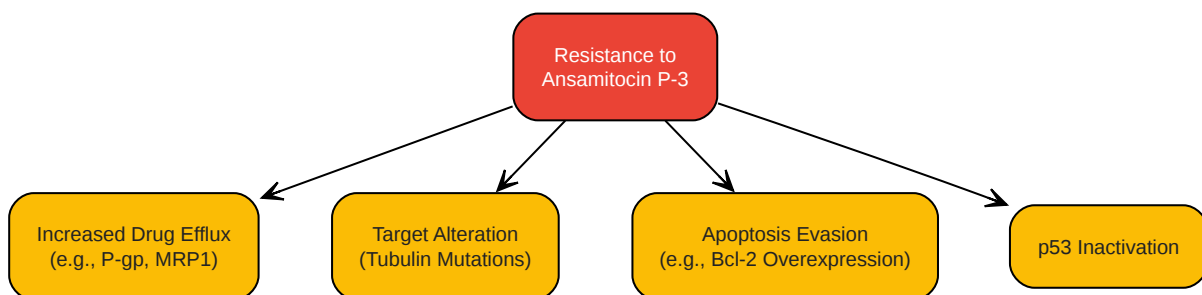 Resistance to
Ansamitocin P-3
Increased Drug Efflux
(e.g., P-gp, MRP1)
Target Alteration
(Tubulin Mutations)
Apoptosis Evasion
(e.g., Bcl-2 Overexpression)
p53 Inactivation